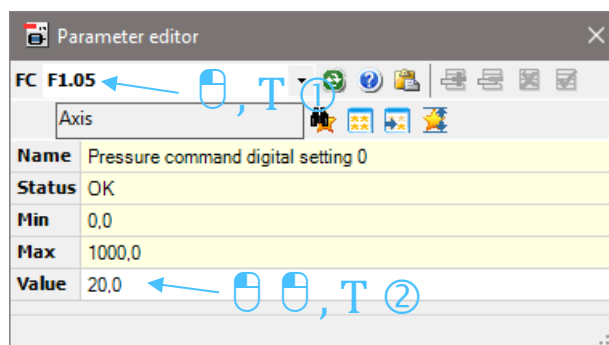 Parameter editor
FC F1.05 , T ①
Axis
Name Pressure command digital setting 0
Status OK
Min 0,0
Max 1000,0
Value 20,0 , T ②